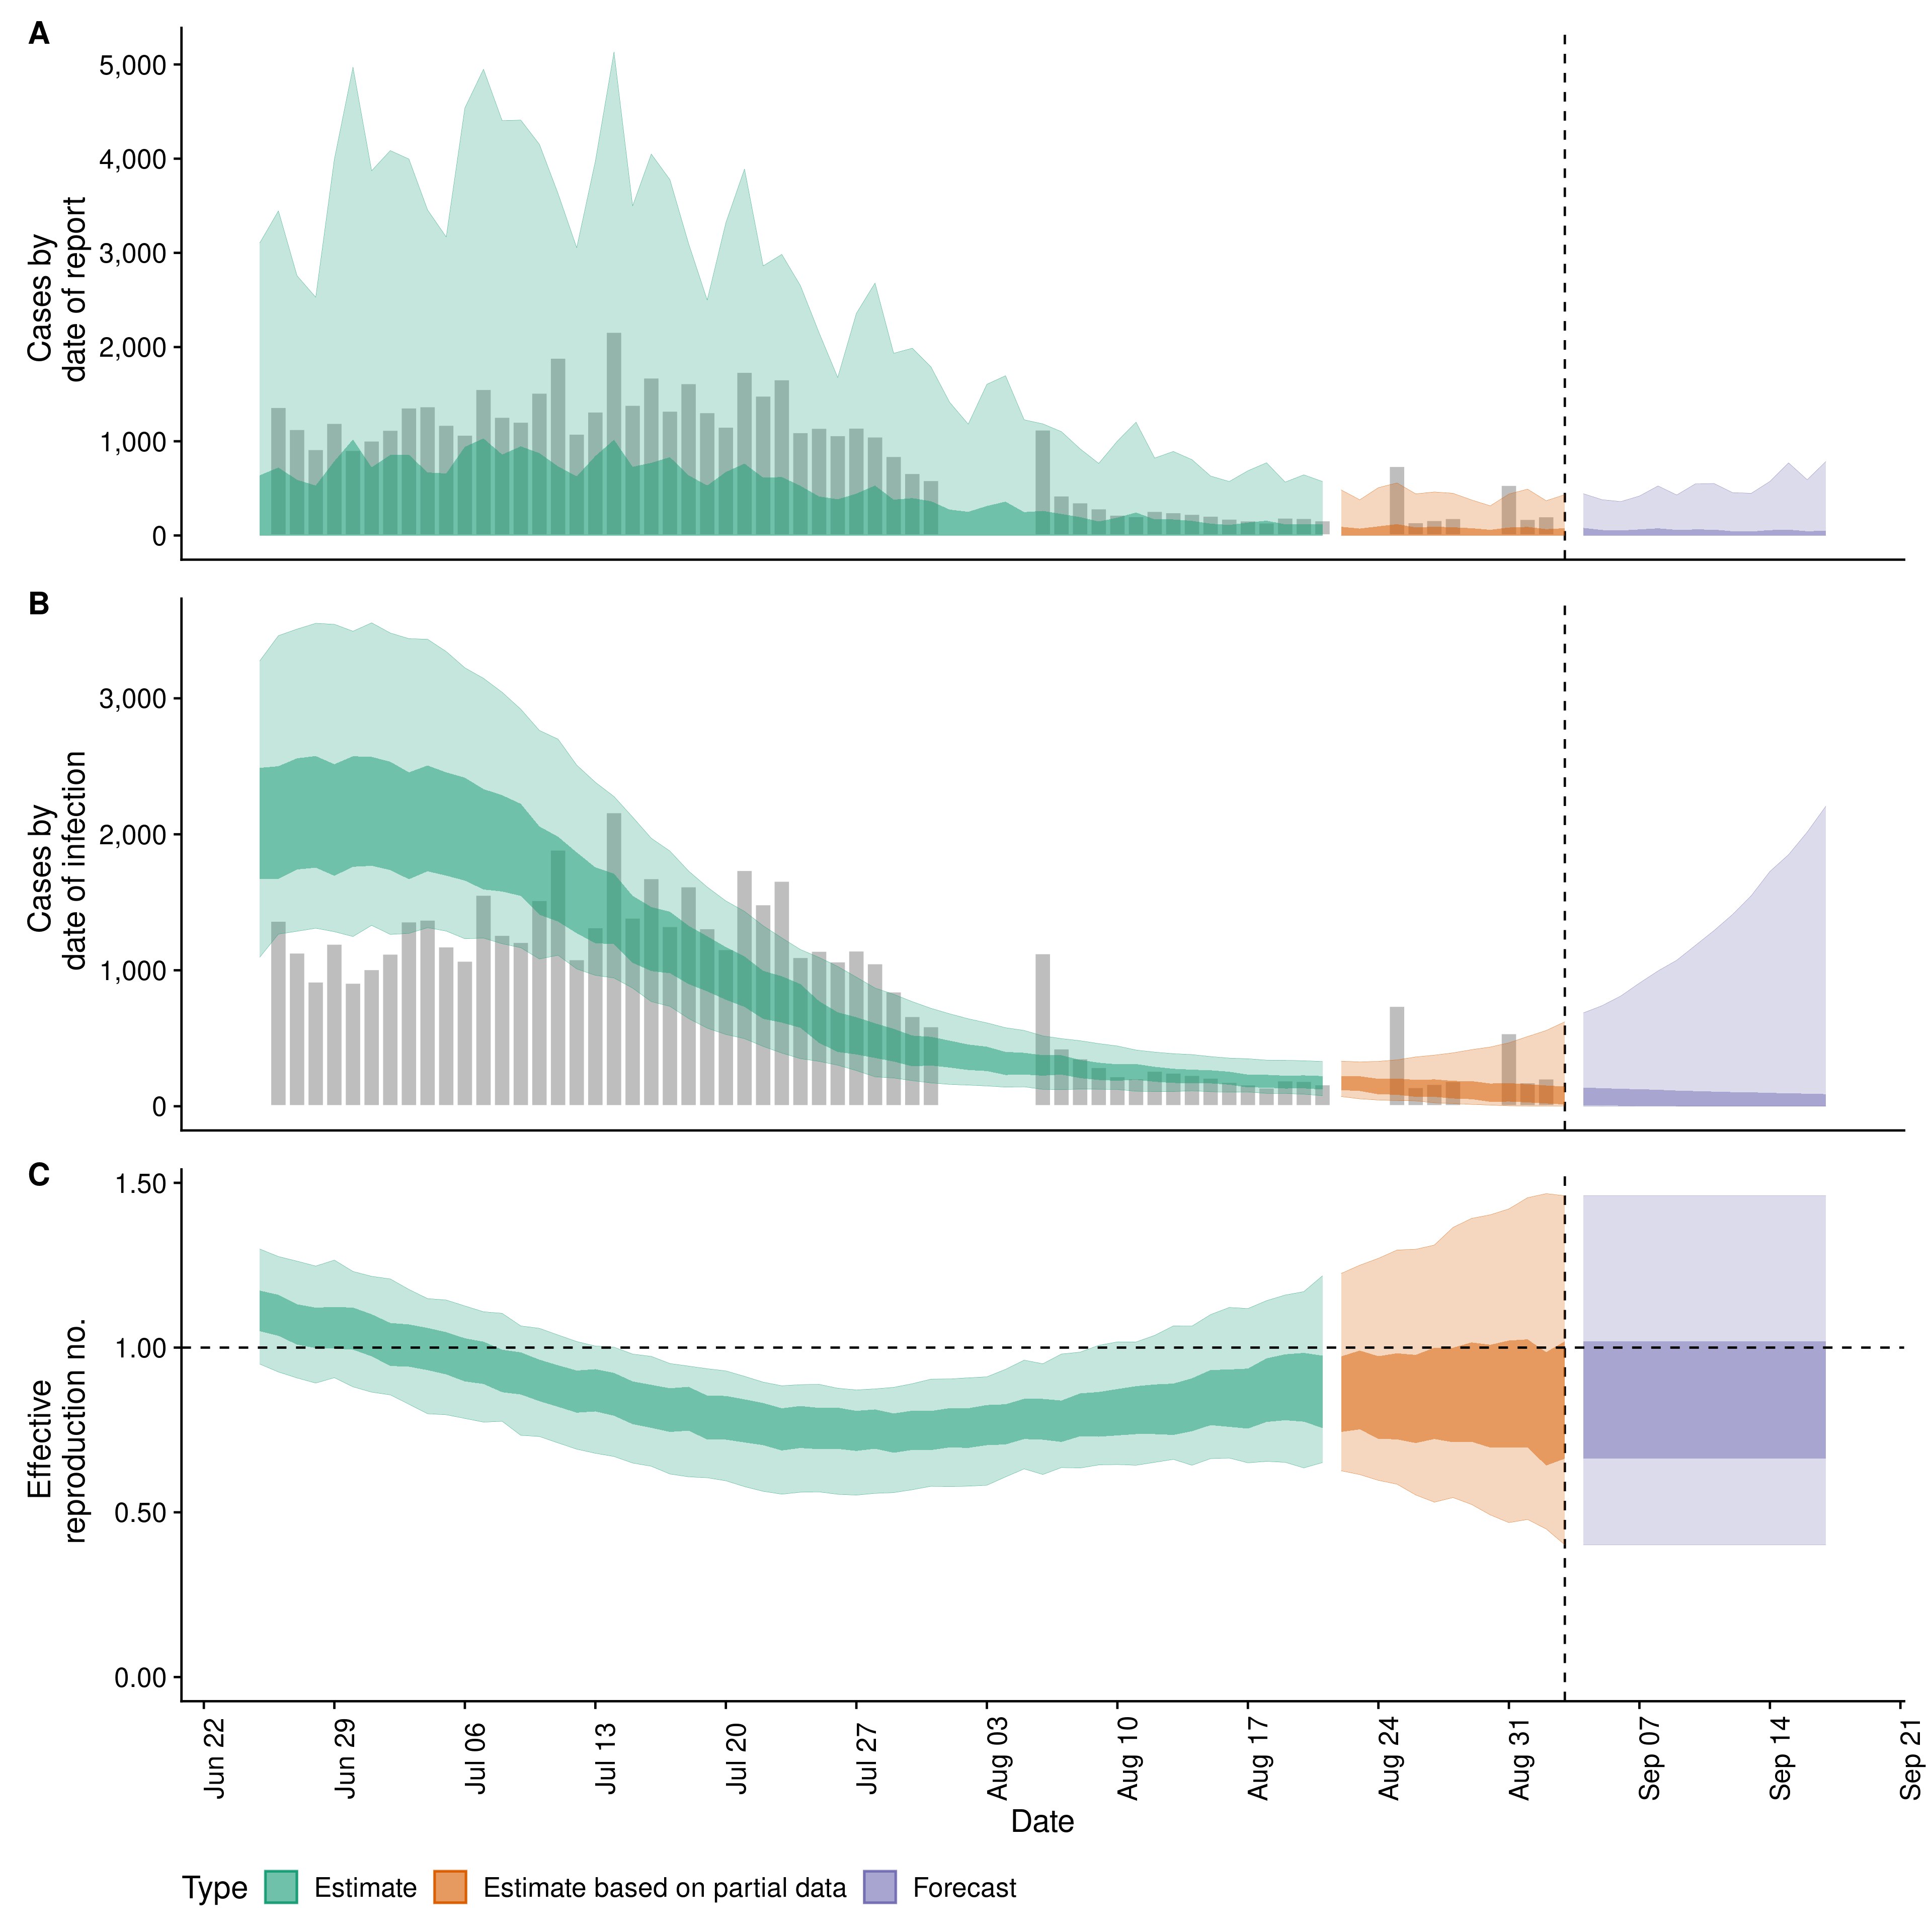 A
Cases by
date of report
5,000
4,000
3,000
2,000
1,000
0
B
Cases by
date of infection
3,000
2,000
1,000
0
C
Effective
reproduction no.
1.50
1.00
0.50
0.00
Jun 22
Jun 29
Jul 06
Jul 13
Jul 20
Jul 27
Aug 03
Aug 10
Aug 17
Aug 24
Aug 31
Sep 07
Sep 14
Sep 21
Date
Type Estimate Estimate based on partial data Forecast